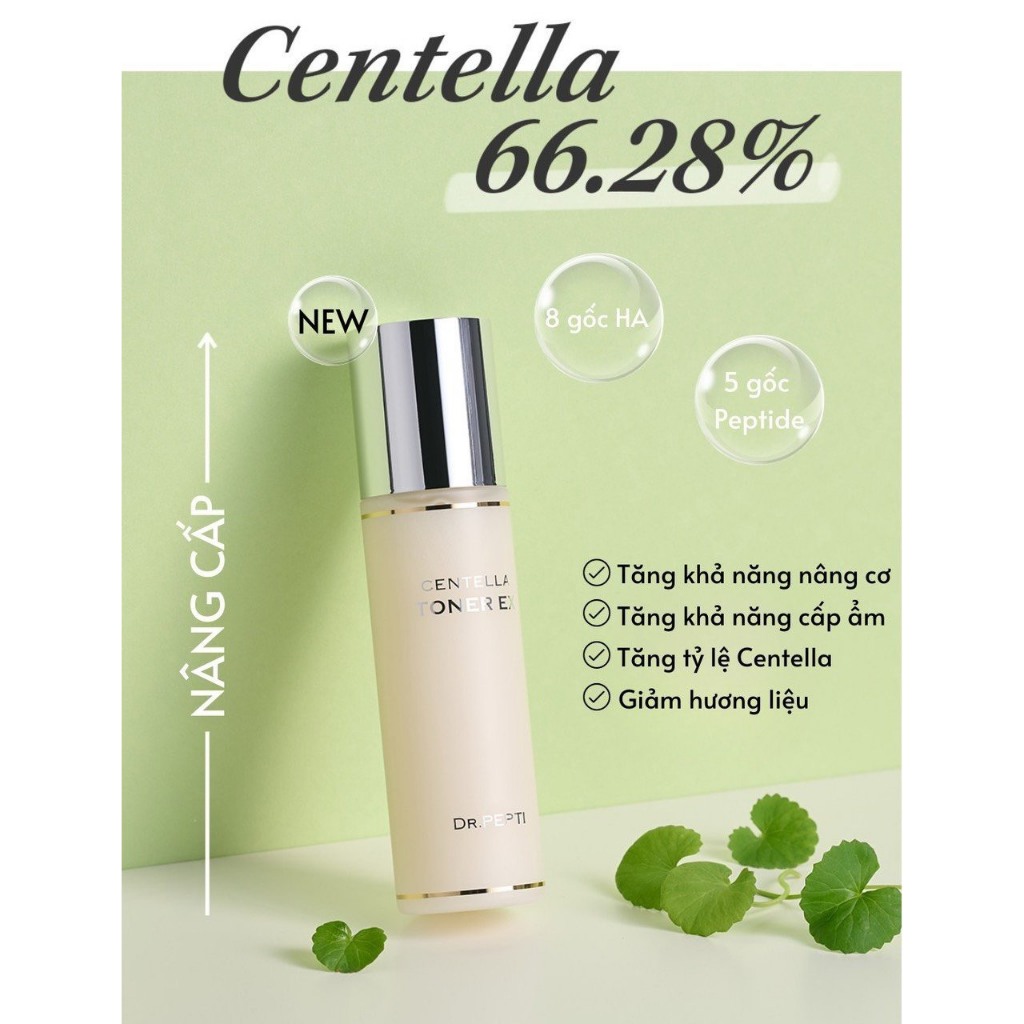 Centella
66.28%
NEW
8 gốc HA
5 gốc
Peptide
NÂNG CẤP
CENTELLA
TONER EX
Tăng khả năng nâng cơ
Tăng khả năng cấp ẩm
Tăng tỷ lệ Centella
Giảm hương liệu
DR.PEPTI